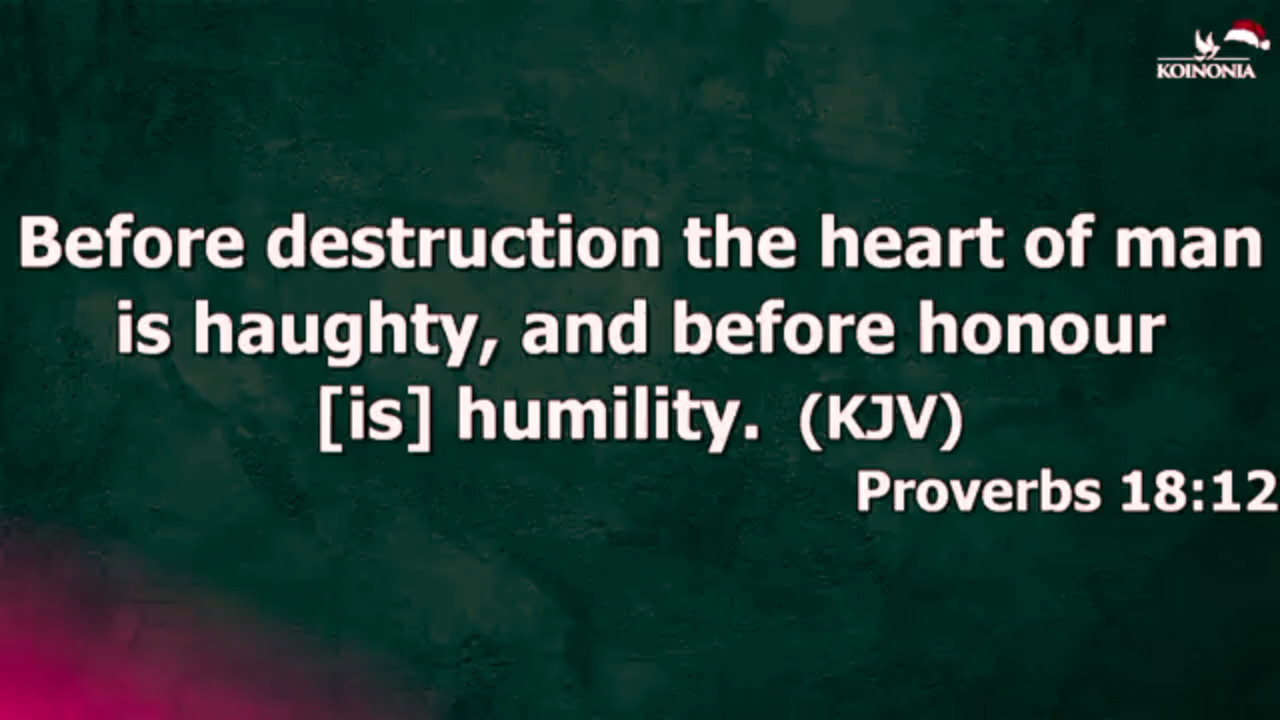 KOINONIA
Before destruction the heart of man
is haughty, and before honour
[is] humility. (KJV)
Proverbs 18:12